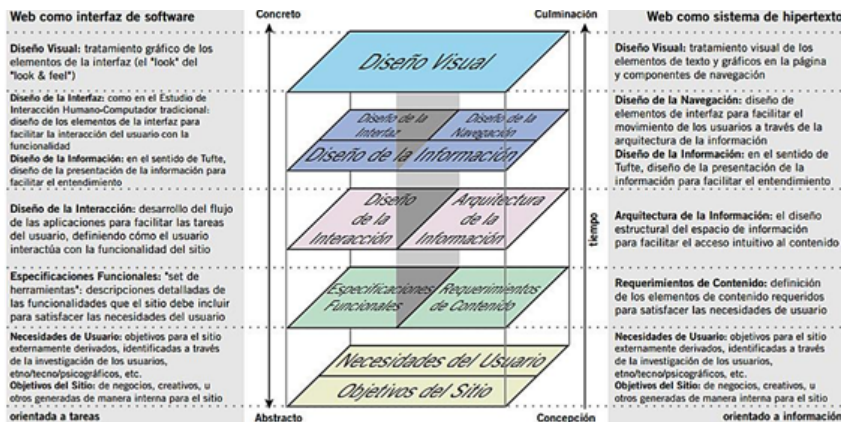 Web como interfaz de software
Concreto
Culminación
Web como sistema de hipertexto
Diseño Visual: tratamiento gráfico de los
elementos de la interfaz (el "look" del
"look & feel")
Diseño de la Interfaz: como en el Estudio de
Interacción Humano-Computador tradicional:
diseño de los elementos de la interfaz para
facilitar la interacción del usuario con la
funcionalidad
Diseño de la Información: en el sentido de Tufte,
diseño de la presentación de la información para
facilitar el entendimiento
Diseño de la Interacción: desarrollo del flujo
de las aplicaciones para facilitar las tareas
del usuario, definiendo cómo el usuario
interactúa con la funcionalidad del sitio
Especificaciones Funcionales: "set de
herramientas": descripciones detalladas de
las funcionalidades que el sitio debe incluir
para satisfacer las necesidades del usuario
Necesidades de Usuario: objetivos para el sitio
externamente derivados, identificadas a través
de la investigación de los usuarios,
etno/tecno/psicográficos, etc.
Objetivos del Sitio: de negocios, creativos, u
otros generadas de manera interna para el sitio
orientada a tareas
Diseño Visual
Diseño de la
Interfaz
Diseño de la
Navegación
Diseño de la Información
Diseño
de la
Interacción
Arquitectura
de la
Información
Especificaciones
Funcionales
Requerimientos
de Contenido
Necesidades del Usuario
Objetivos del Sitio
Abstracto
Concepción
tiempo
Diseño Visual: tratamiento visual de los
elementos de texto y gráficos en la página
y componentes de navegación
Diseño de la Navegación: diseño de
elementos de interfaz para facilitar el
movimiento de los usuarios a través de la
arquitectura de la información
Diseño de la Información: en el sentido de
Tufte, diseño de la presentación de la
información para facilitar el entendimiento
Arquitectura de la Información: el diseño
estructural del espacio de información
para facilitar el acceso intuitivo al contenido
Requerimientos de Contenido: definición
de los elementos de contenido requeridos
para satisfacer las necesidades de usuario
Necesidades de Usuario: objetivos para el sitio
externamente derivados, identificadas a través
de la investigación de los usuarios,
etno/tecno/psicográficos, etc.
Objetivos del Sitio: de negocios, creativos, u
otros generadas de manera interna para el sitio
orientado a información